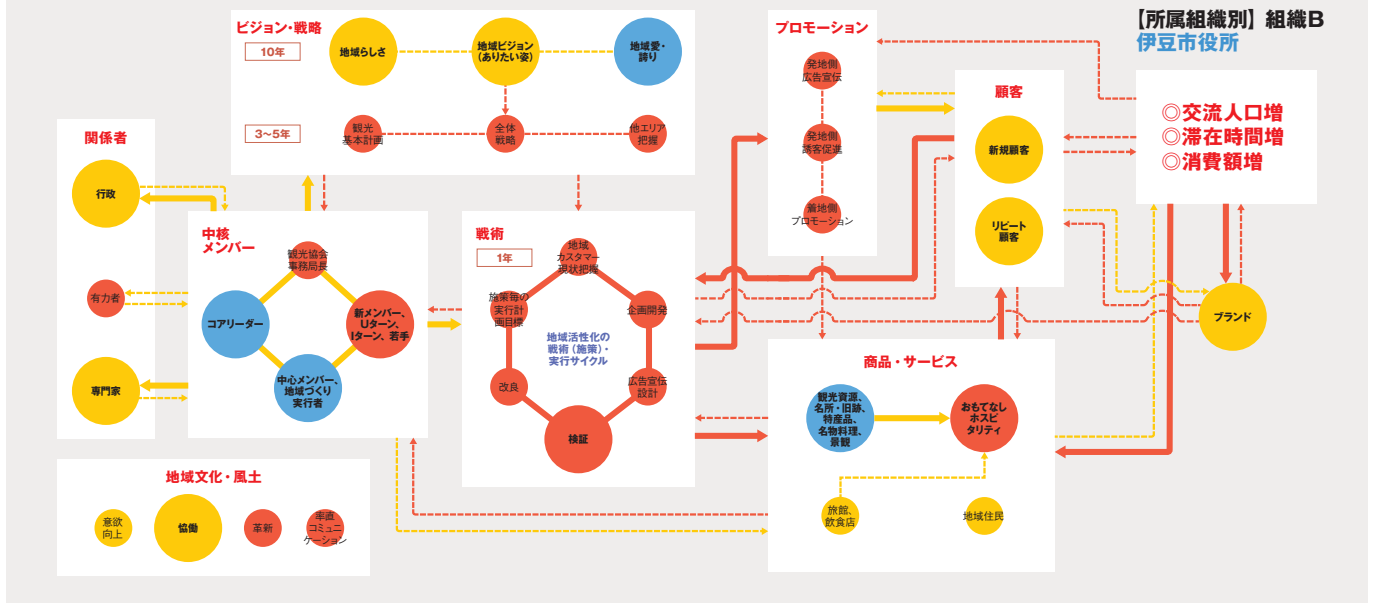 【所属組織別】 組織B
伊豆市役所
ビジョン・戦略
10年
地域らしさ
地域ビジョン
(ありたい姿)
地域愛・
誇り
3〜5年
観光
基本計画
全体
戦略
他エリア
把握
プロモーション
発地側
広告宣伝
発地側
誘客促進
着地側
プロモーション
顧客
新規顧客
リピート
顧客
◎交流人口増
◎滞在時間増
◎消費額増
関係者
行政
有力者
専門家
中核
メンバー
観光協会
事務局長
コアリーダー
新メンバー、
Uターン、
Iターン、若手
中心メンバー、
地域づくり
実行者
戦術
1年
地域
カスタマー
現状把握
施策毎の
実行計
画目標
企画開発
地域活性化の
戦術(施策)・
実行サイクル
改良
広告宣伝
設計
検証
ブランド
商品・サービス
観光資源、
名所・旧跡、
特産品、
名物料理、
景観
おもてなし
ホスピ
タリティ
旅館、
飲食店
地域住民
地域文化・風土
意欲
向上
協働
革新
率直
コミュニ
ケーション